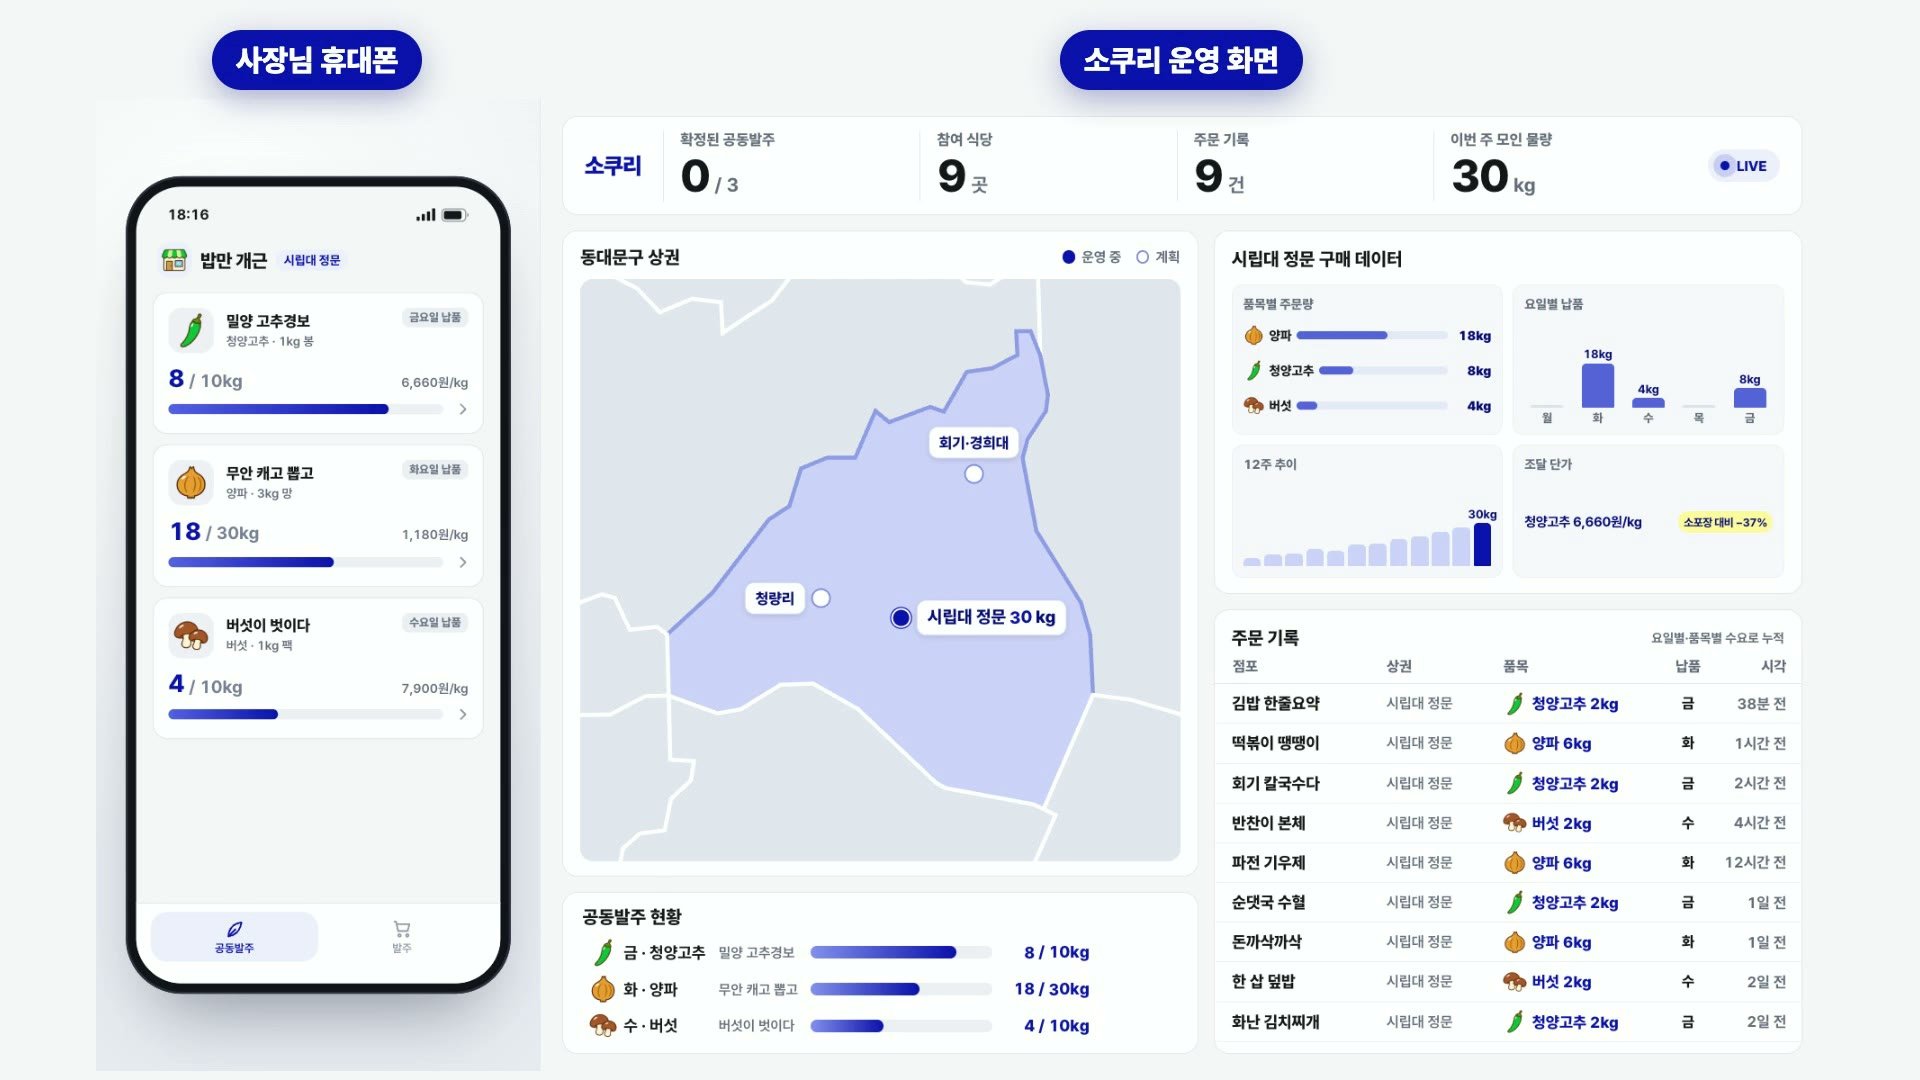 사장님 휴대폰
18:16
밥만 개근 시립대 정문
밀양 고추경보 금요일 납품
청양고추 · 1kg 봉
8 / 10kg 6,660원/kg
무안 캐고 뽑고 화요일 납품
양파 · 3kg 망
18 / 30kg 1,180원/kg
버섯이 벗이다 수요일 납품
버섯 · 1kg 팩
4 / 10kg 7,900원/kg
공동발주 발주
소쿠리 운영 화면
소쿠리
확정된 공동발주
0 / 3
참여 식당
9 곳
주문 기록
9 건
이번 주 모인 물량
30 kg
LIVE
동대문구 상권 운영 중 계획
회기·경희대
청량리
시립대 정문 30 kg
공동발주 현황
금 · 청양고추 밀양 고추경보 8 / 10kg
화 · 양파 무안 캐고 뽑고 18 / 30kg
수 · 버섯 버섯이 벗이다 4 / 10kg
시립대 정문 구매 데이터
품목별 주문량
양파 18kg
청양고추 8kg
버섯 4kg
요일별 납품
18kg 4kg 8kg
월 화 수 목 금
12주 추이
30kg
조달 단가
청양고추 6,660원/kg 소포장 대비 −37%
주문 기록 요일별·품목별 수요로 누적
점포 상권 품목 납품 시각
김밥 한줄요약 시립대 정문 청양고추 2kg 금 38분 전
떡볶이 땡땡이 시립대 정문 양파 6kg 화 1시간 전
회기 칼국수다 시립대 정문 청양고추 2kg 금 2시간 전
반찬이 본체 시립대 정문 버섯 2kg 수 4시간 전
파전 기우제 시립대 정문 양파 6kg 화 12시간 전
순댓국 수혈 시립대 정문 청양고추 2kg 금 1일 전
돈까삭까삭 시립대 정문 양파 6kg 화 1일 전
한 삽 덮밥 시립대 정문 버섯 2kg 수 2일 전
화난 김치찌개 시립대 정문 청양고추 2kg 금 2일 전